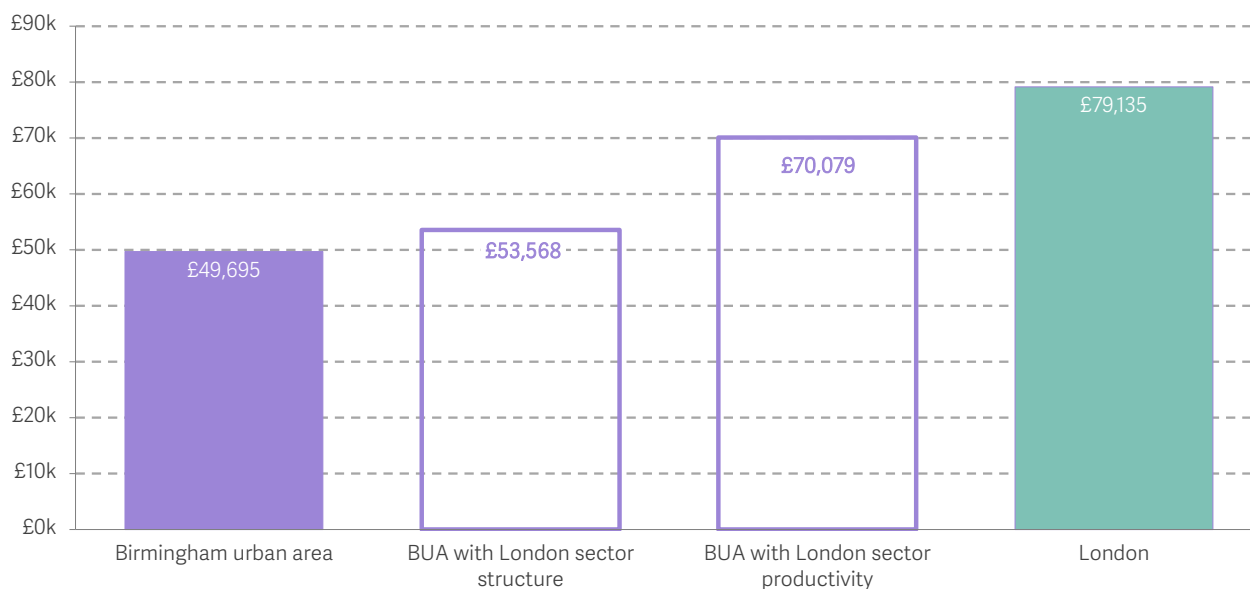 £90k
£80k
£70k
£60k
£50k
£40k
£30k
£20k
£10k
£0k
£49,695
£53,568
£70,079
£79,135
Birmingham urban area
BUA with London sector
structure
BUA with London sector
productivity
London